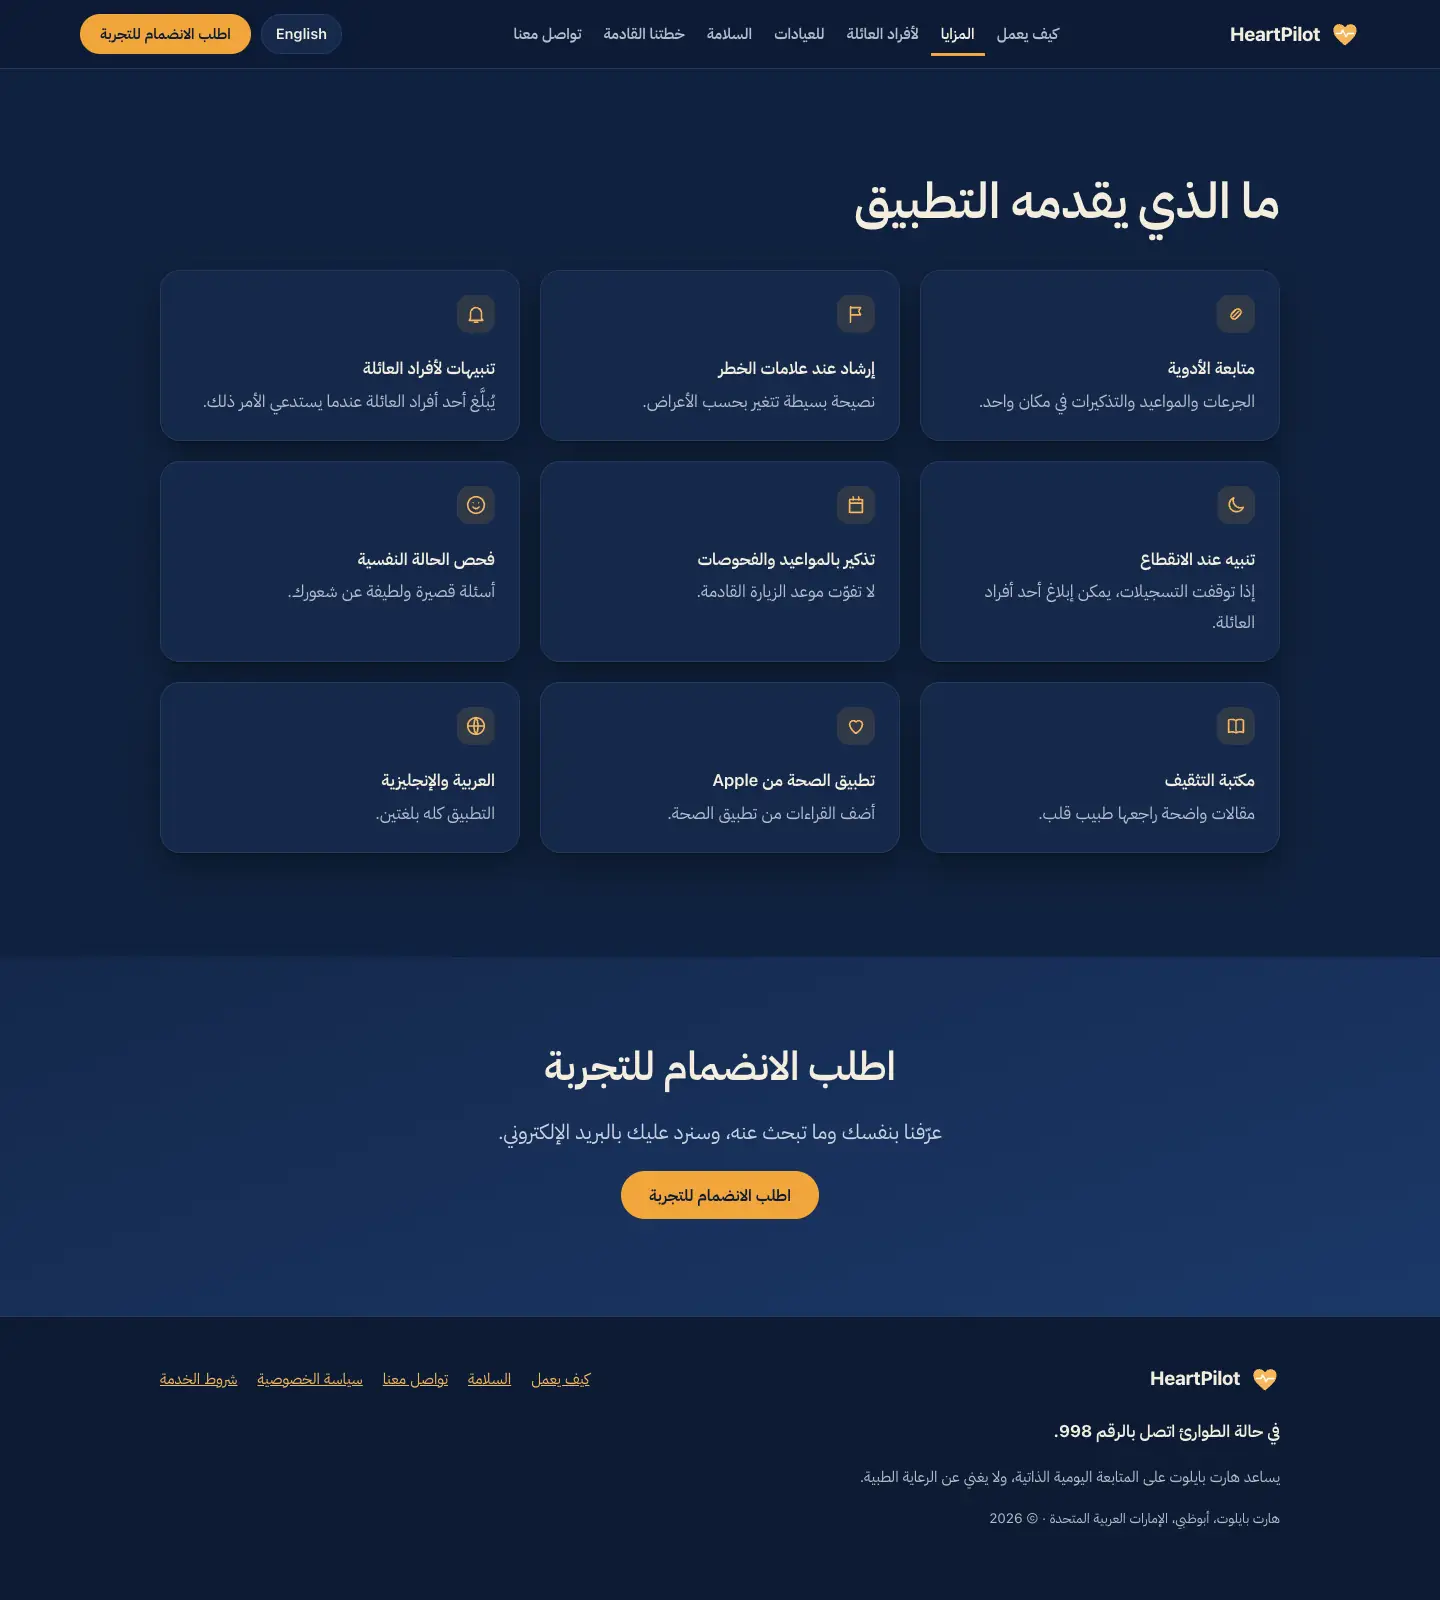 HeartPilot
كيف يعمل
المزايا
لأفراد العائلة
للعيادات
السلامة
خطتنا القادمة
تواصل معنا
English
اطلب الانضمام للتجربة
ما الذي يقدمه التطبيق
متابعة الأدوية
الجرعات والمواعيد والتذكيرات في مكان واحد.
إرشاد عند علامات الخطر
نصيحة بسيطة تتغير بحسب الأعراض.
تنبيهات لأفراد العائلة
يُبلَّغ أحد أفراد العائلة عندما يستدعي الأمر ذلك.
تنبيه عند الانقطاع
إذا توقفت التسجيلات، يمكن إبلاغ أحد أفراد
العائلة.
تذكير بالمواعيد والفحوصات
لا تفوّت موعد الزيارة القادمة.
فحص الحالة النفسية
أسئلة قصيرة ولطيفة عن شعورك.
مكتبة التثقيف
مقالات واضحة راجعها طبيب قلب.
تطبيق الصحة من Apple
أضف القراءات من تطبيق الصحة.
العربية والإنجليزية
التطبيق كله بلغتين.
اطلب الانضمام للتجربة
عرّفنا بنفسك وما تبحث عنه، وسنرد عليك بالبريد الإلكتروني.
اطلب الانضمام للتجربة
HeartPilot
كيف يعمل
السلامة
تواصل معنا
سياسة الخصوصية
شروط الخدمة
في حالة الطوارئ اتصل بالرقم 998.
يساعد هارت بايلوت على المتابعة اليومية الذاتية، ولا يغني عن الرعاية الطبية.
هارت بايلوت، أبوظبي، الإمارات العربية المتحدة · © 2026